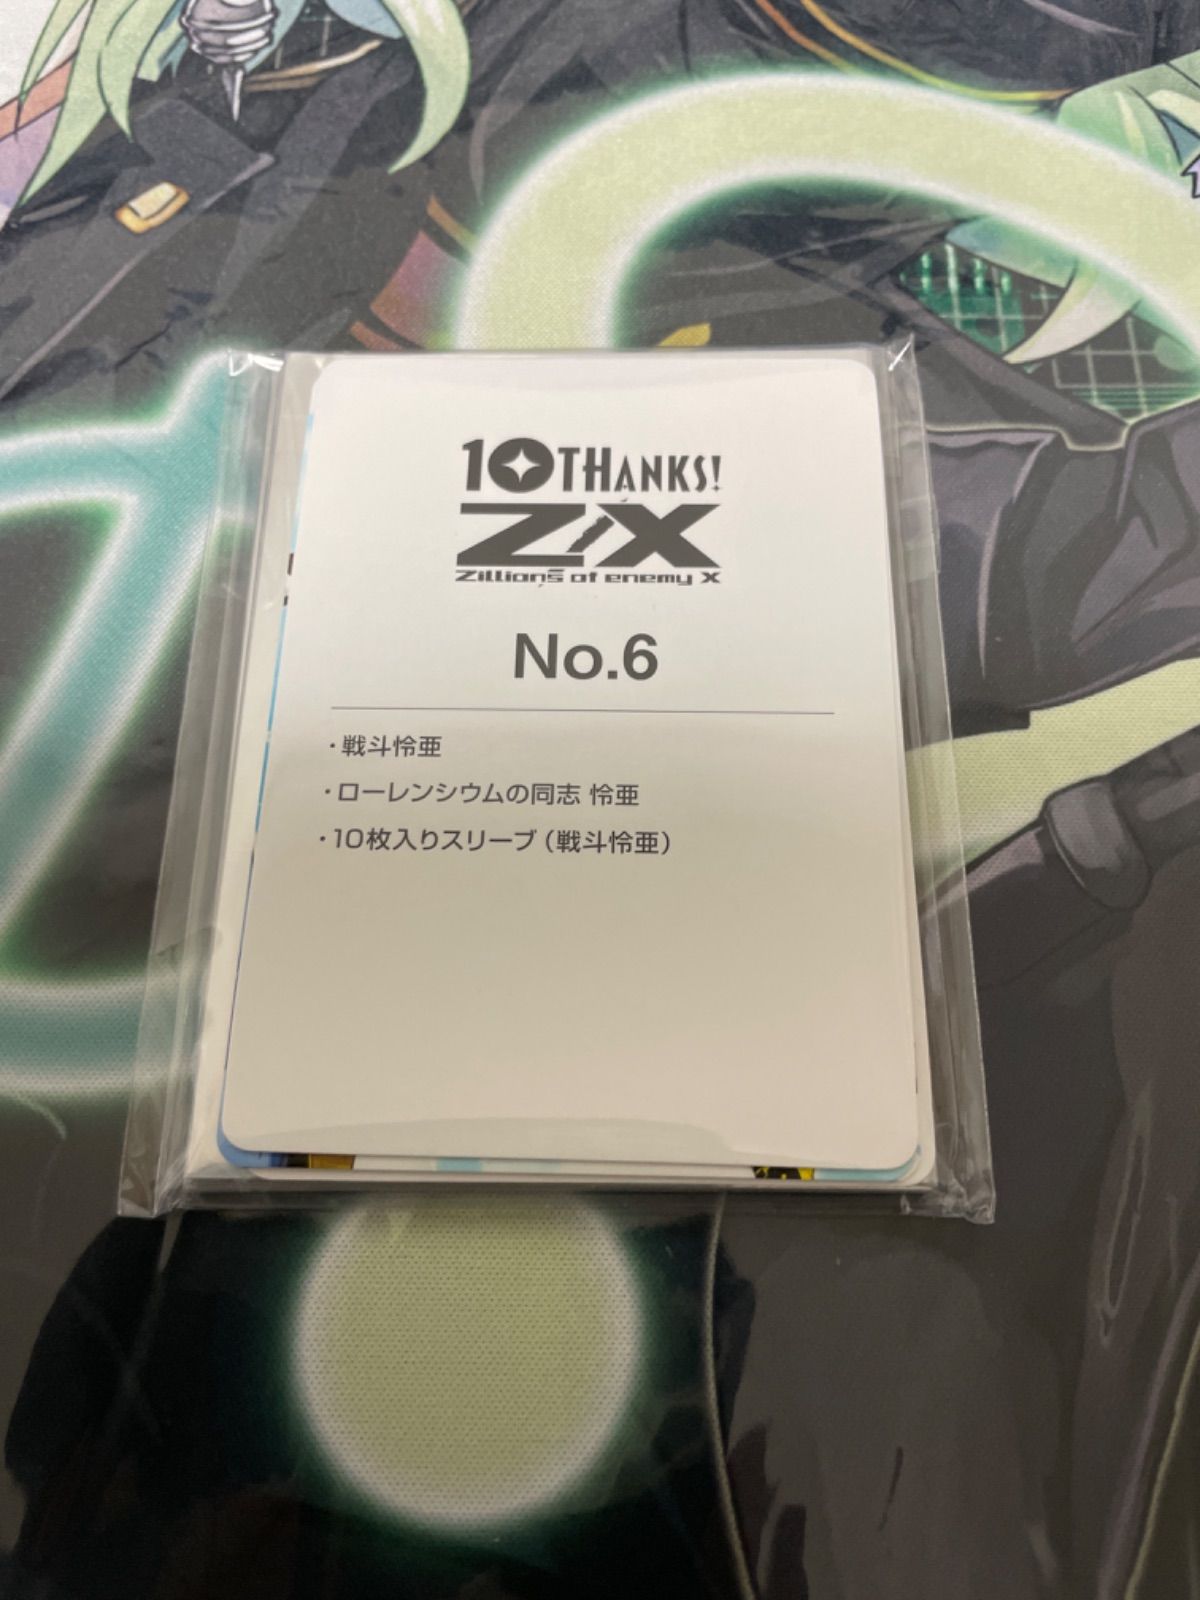 10THANKS!
Z/X
Zillions of enemy X
No.6
・戦斗怜亜
・ローレンシウムの同志 怜亜
・10枚入りスリーブ（戦斗怜亜）